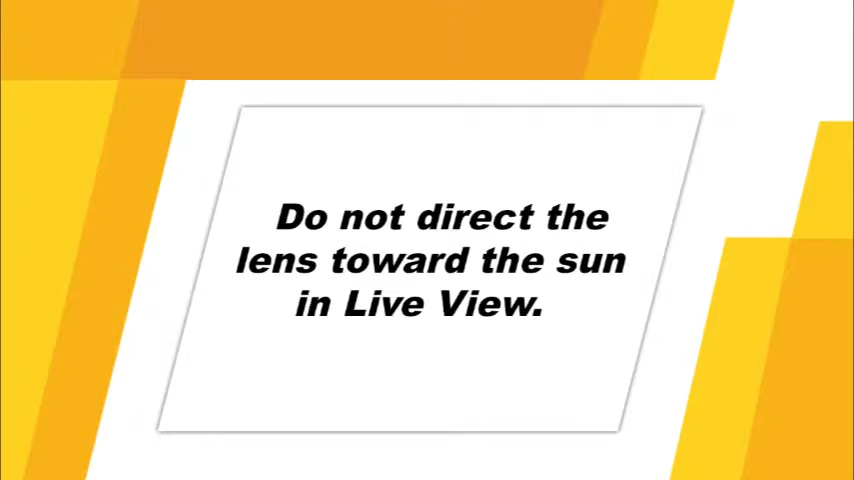 Do not direct the
lens toward the sun
in Live View.